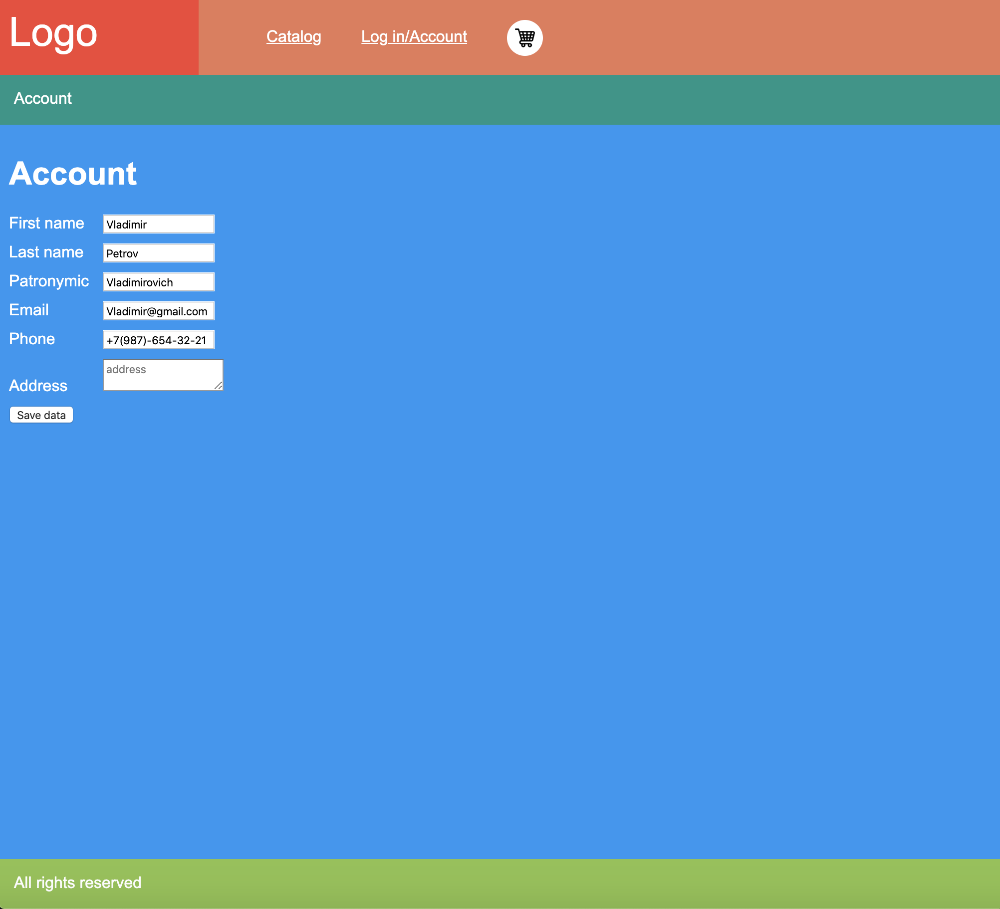 Logo
Catalog
Log in/Account
Account
Account
First name
Vladimir
Last name
Petrov
Patronymic
Vladimirovich
Email
Vladimir@gmail.com
Phone
+7(987)-654-32-21
Address
address
Save data
All rights reserved